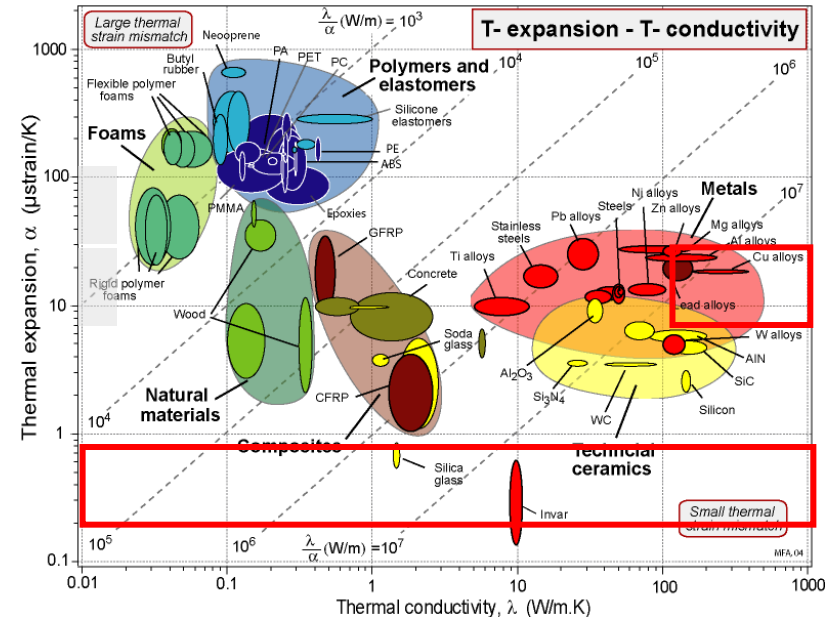 T- expansion - T- conductivity
Large thermal
strain mismatch
λ/α (W/m) = 10³
10⁴
10⁵
10⁶
10⁷
Neooprene
PA
PET
PC
Butyl
rubber
Polymers and
elastomers
Flexible polymer
foams
Silicone
elastomers
Foams
PE
ABS
PMMA
Epoxies
Rigid polymer
foams
GFRP
Concrete
Wood
Soda
glass
CFRP
Natural
materials
Composites
Silica
glass
Invar
Metals
Ni alloys
Zn alloys
Steels
Pb alloys
Mg alloys
Al alloys
Cu alloys
Stainless
steels
Ti alloys
ead alloys
W alloys
AlN
SiC
Al₂O₃
Si₃N₄
WC
Silicon
Technical
ceramics
Small thermal
strain mismatch
MFA, 04
10⁴
10⁵
10⁶
λ/α (W/m) = 10⁷
Thermal expansion, α (µstrain/K)
1000
100
10
1
0.1
0.01
0.1
1
10
100
1000
Thermal conductivity, λ (W/m.K)